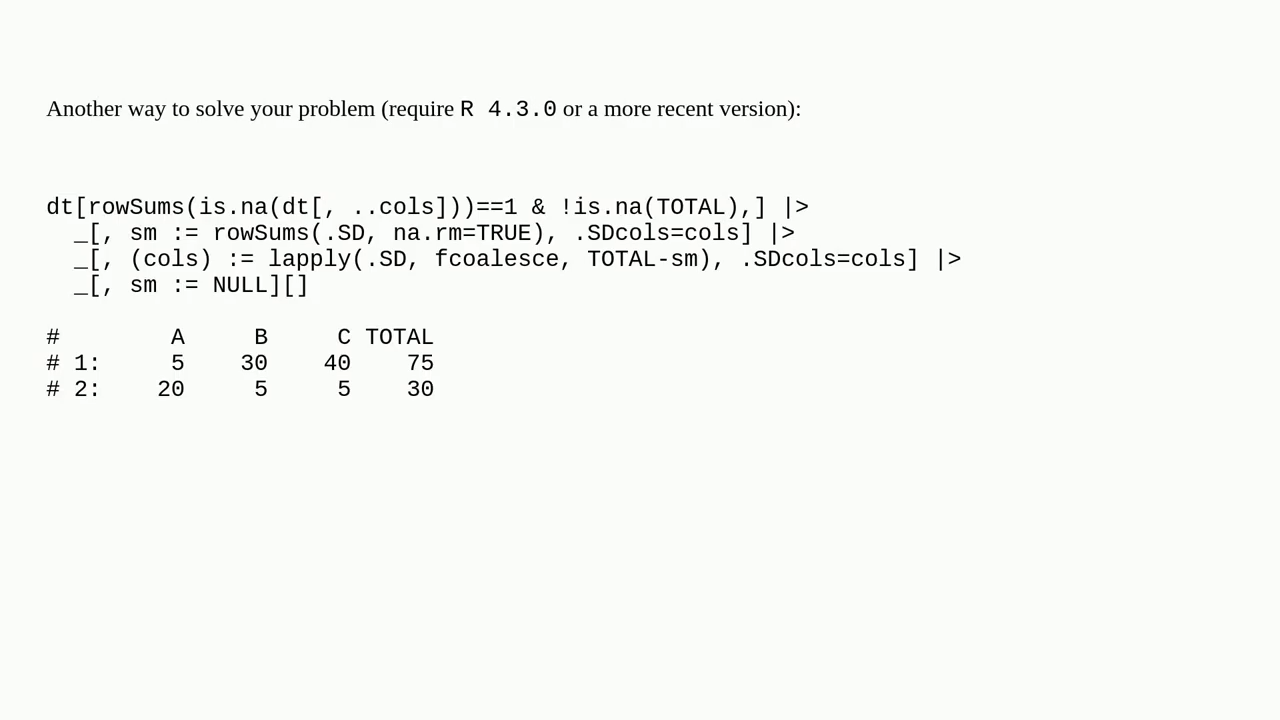 Another way to solve your problem (require R 4.3.0 or a more recent version):
dt[rowSums(is.na(dt[, ..cols]))==1 & !is.na(TOTAL),] |>
  _[, sm := rowSums(.SD, na.rm=TRUE), .SDcols=cols] |>
  _[, (cols) := lapply(.SD, fcoalesce, TOTAL-sm), .SDcols=cols] |>
  _[, sm := NULL][]
#        A     B     C TOTAL
# 1:     5    30    40    75
# 2:    20     5     5    30